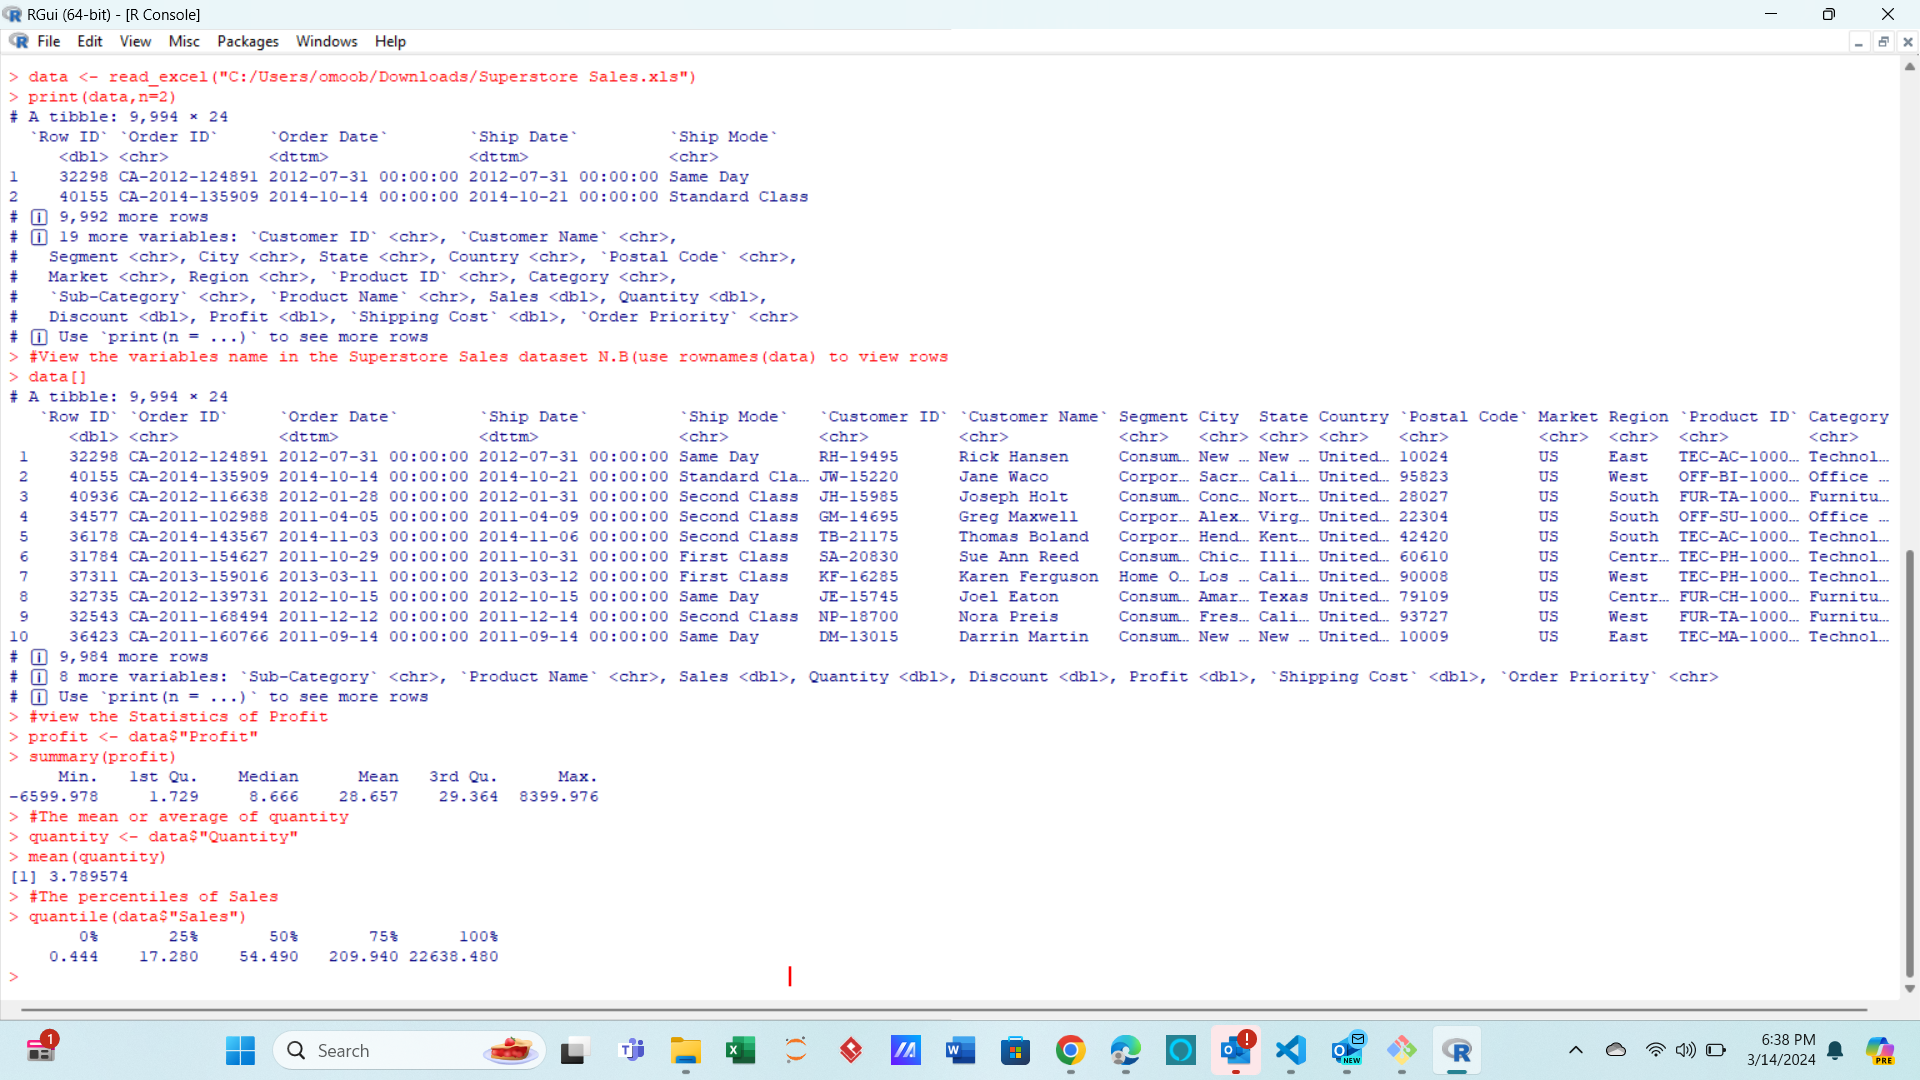 RGui (64-bit) - [R Console]
File Edit View Misc Packages Windows Help
> data <- read_excel("C:/Users/omoob/Downloads/Superstore Sales.xls")
> print(data,n=2)
# A tibble: 9,994 × 24
  `Row ID` `Order ID`     `Order Date`        `Ship Date`         `Ship Mode`
     <dbl> <chr>          <dttm>              <dttm>              <chr>
1    32298 CA-2012-124891 2012-07-31 00:00:00 2012-07-31 00:00:00 Same Day
2    40155 CA-2014-135909 2014-10-14 00:00:00 2014-10-21 00:00:00 Standard Class
# ℹ 9,992 more rows
# ℹ 19 more variables: `Customer ID` <chr>, `Customer Name` <chr>,
#   Segment <chr>, City <chr>, State <chr>, Country <chr>, `Postal Code` <chr>,
#   Market <chr>, Region <chr>, `Product ID` <chr>, Category <chr>,
#   `Sub-Category` <chr>, `Product Name` <chr>, Sales <dbl>, Quantity <dbl>,
#   Discount <dbl>, Profit <dbl>, `Shipping Cost` <dbl>, `Order Priority` <chr>
# ℹ Use `print(n = ...)` to see more rows
> #View the variables name in the Superstore Sales dataset N.B(use rownames(data) to view rows
> data[]
# A tibble: 9,994 × 24
   `Row ID` `Order ID`     `Order Date`        `Ship Date`         `Ship Mode`   `Customer ID` `Customer Name` Segment City  State Country `Postal Code` Market Region `Product ID` Category
      <dbl> <chr>          <dttm>              <dttm>              <chr>         <chr>         <chr>           <chr>   <chr> <chr> <chr>   <chr>         <chr>  <chr>  <chr>        <chr>
 1    32298 CA-2012-124891 2012-07-31 00:00:00 2012-07-31 00:00:00 Same Day      RH-19495      Rick Hansen     Consum… New … New … United… 10024         US     East   TEC-AC-1000… Technol…
 2    40155 CA-2014-135909 2014-10-14 00:00:00 2014-10-21 00:00:00 Standard Cla… JW-15220      Jane Waco       Corpor… Sacr… Cali… United… 95823         US     West   OFF-BI-1000… Office …
 3    40936 CA-2012-116638 2012-01-28 00:00:00 2012-01-31 00:00:00 Second Class  JH-15985      Joseph Holt     Consum… Conc… Nort… United… 28027         US     South  FUR-TA-1000… Furnitu…
 4    34577 CA-2011-102988 2011-04-05 00:00:00 2011-04-09 00:00:00 Second Class  GM-14695      Greg Maxwell    Corpor… Alex… Virg… United… 22304         US     South  OFF-SU-1000… Office …
 5    36178 CA-2014-143567 2014-11-03 00:00:00 2014-11-06 00:00:00 Second Class  TB-21175      Thomas Boland   Corpor… Hend… Kent… United… 42420         US     South  TEC-AC-1000… Technol…
 6    31784 CA-2011-154627 2011-10-29 00:00:00 2011-10-31 00:00:00 First Class   SA-20830      Sue Ann Reed    Consum… Chic… Illi… United… 60610         US     Centr… TEC-PH-1000… Technol…
 7    37311 CA-2013-159016 2013-03-11 00:00:00 2013-03-12 00:00:00 First Class   KF-16285      Karen Ferguson  Home O… Los … Cali… United… 90008         US     West   TEC-PH-1000… Technol…
 8    32735 CA-2012-139731 2012-10-15 00:00:00 2012-10-15 00:00:00 Same Day      JE-15745      Joel Eaton      Consum… Amar… Texas United… 79109         US     Centr… FUR-CH-1000… Furnitu…
 9    32543 CA-2011-168494 2011-12-12 00:00:00 2011-12-14 00:00:00 Second Class  NP-18700      Nora Preis      Consum… Fres… Cali… United… 93727         US     West   FUR-TA-1000… Furnitu…
10    36423 CA-2011-160766 2011-09-14 00:00:00 2011-09-14 00:00:00 Same Day      DM-13015      Darrin Martin   Consum… New … New … United… 10009         US     East   TEC-MA-1000… Technol…
# ℹ 9,984 more rows
# ℹ 8 more variables: `Sub-Category` <chr>, `Product Name` <chr>, Sales <dbl>, Quantity <dbl>, Discount <dbl>, Profit <dbl>, `Shipping Cost` <dbl>, `Order Priority` <chr>
# ℹ Use `print(n = ...)` to see more rows
> #view the Statistics of Profit
> profit <- data$"Profit"
> summary(profit)
     Min.   1st Qu.    Median      Mean   3rd Qu.      Max.
-6599.978     1.729     8.666    28.657    29.364  8399.976
> #The mean or average of quantity
> quantity <- data$"Quantity"
> mean(quantity)
[1] 3.789574
> #The percentiles of Sales
> quantile(data$"Sales")
       0%       25%       50%       75%      100%
    0.444    17.280    54.490   209.940 22638.480
>
1
Search
NEW
6:38 PM
3/14/2024
PRE